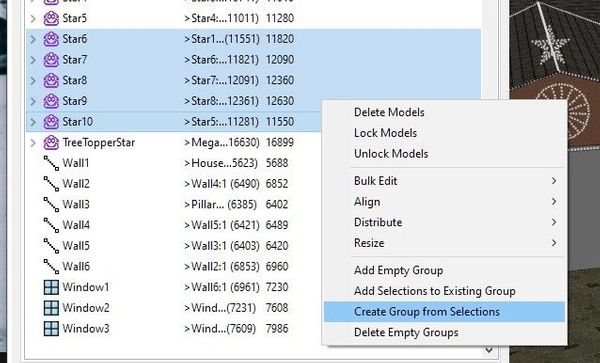 Star5 >Star4:...11011) 11280
Star6 >Star1...(11551) 11820
Star7 >Star6:...11821) 12090
Star8 >Star7:...12091) 12360
Star9 >Star8:...12361) 12630
Star10 >Star5:...11281) 11550
TreeTopperStar >Mega...16630) 16899
Wall1 >House...5623) 5688
Wall2 >Wall4:1 (6490) 6852
Wall3 >Pillar... (6385) 6402
Wall4 >Wall5:1 (6421) 6489
Wall5 >Wall3:1 (6403) 6420
Wall6 >Wall2:1 (6853) 6960
Window1 >Wall6:1 (6961) 7230
Window2 >Wind...(7231) 7608
Window3 >Wind...(7609) 7986
Delete Models
Lock Models
Unlock Models
Bulk Edit
Align
Distribute
Resize
Add Empty Group
Add Selections to Existing Group
Create Group from Selections
Delete Empty Groups